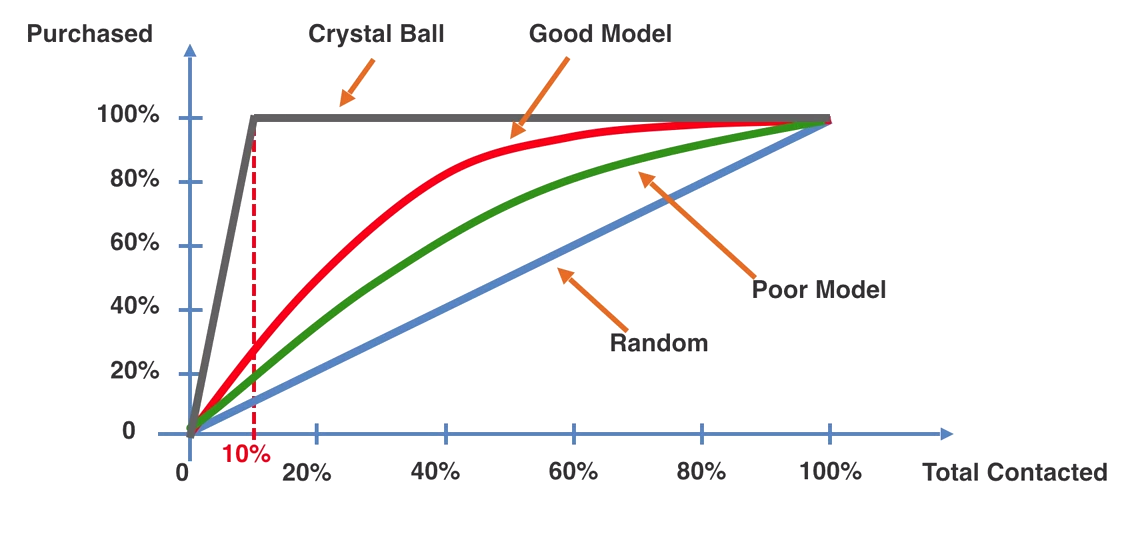 Purchased
Crystal Ball
Good Model
100%
80%
60%
40%
20%
0
Poor Model
Random
10%
0
20%
40%
60%
80%
100%
Total Contacted